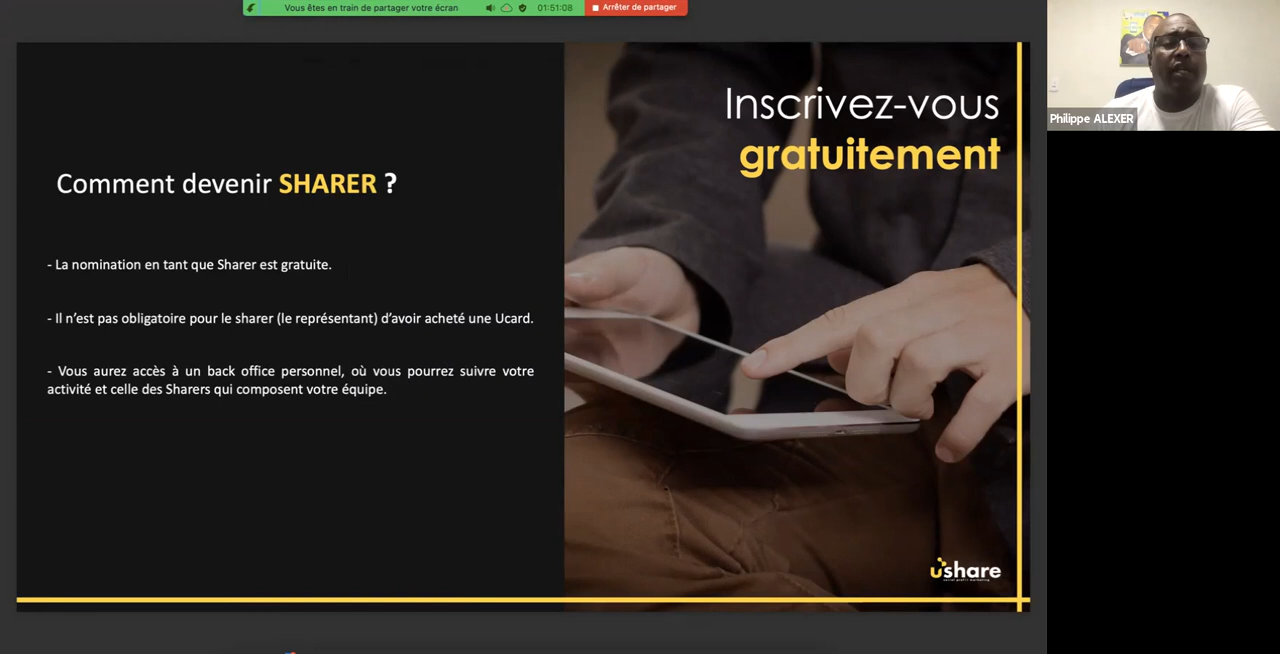 Vous êtes en train de partager votre écran
01:51:08
Arrêter de partager
Philippe ALEXER
Inscrivez-vous
gratuitement
Comment devenir SHARER ?
- La nomination en tant que Sharer est gratuite.
- Il n’est pas obligatoire pour le sharer (le représentant) d’avoir acheté une Ucard.
- Vous aurez accès à un back office personnel, où vous pourrez suivre votre
activité et celle des Sharers qui composent votre équipe.
ushare
social profit marketing